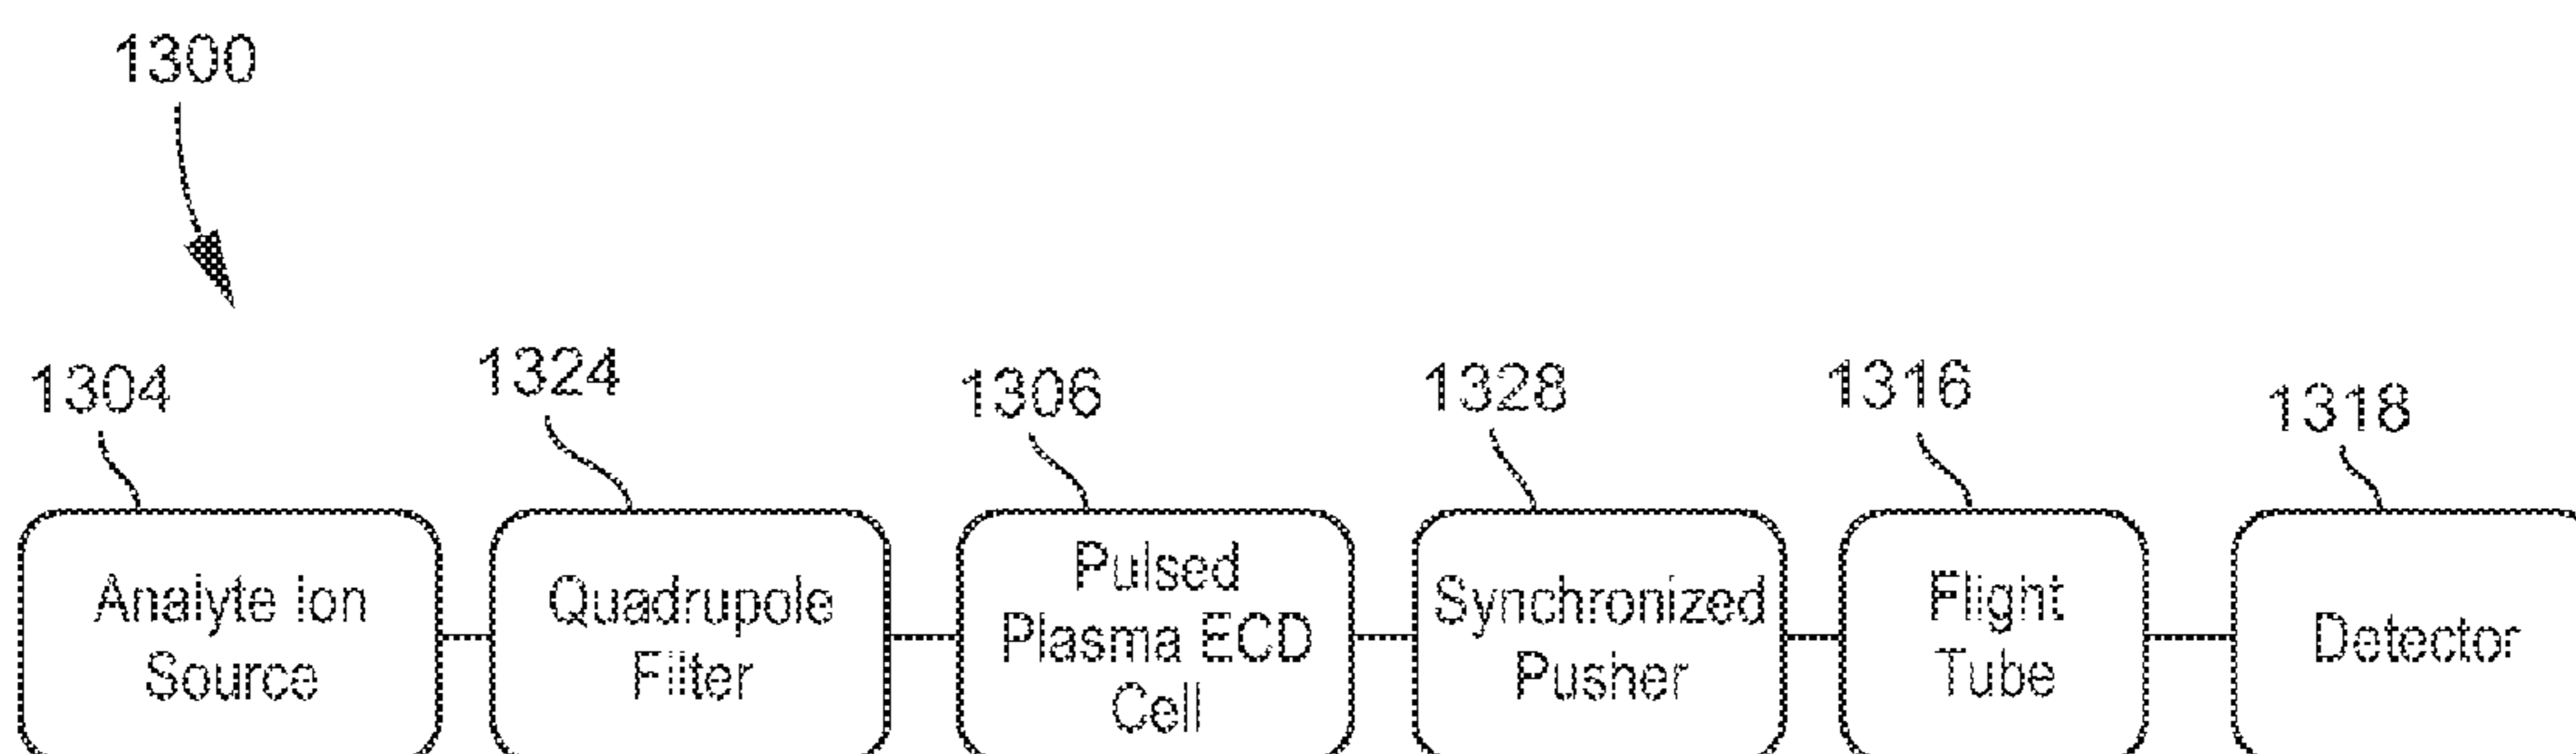 1300
1304
1324
1306
1328
1316
1318
Analyte Ion
Source
Quadrupole
Filter
Pulsed
Plasma ECD
Cell
Synchronized
Pusher
Flight
Tube
Detector